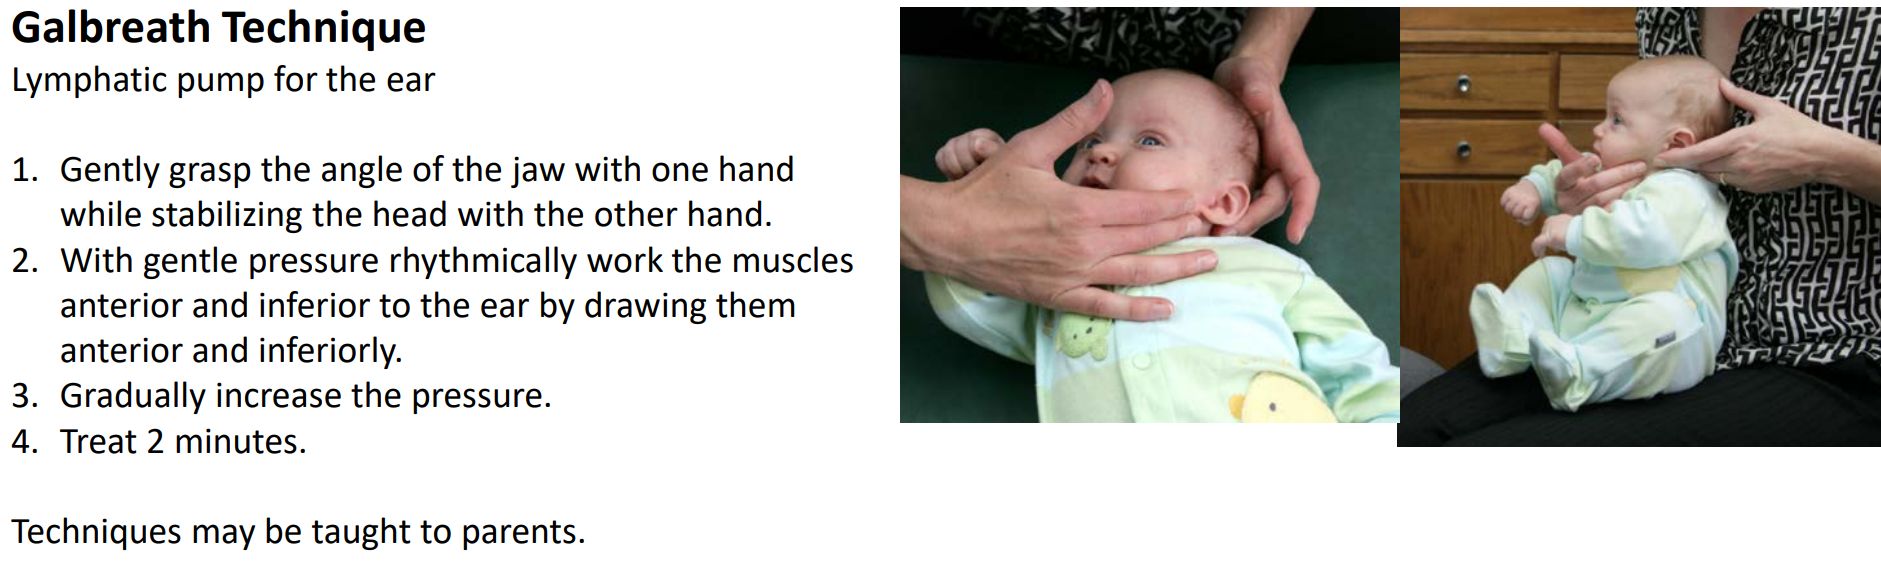 Galbreath Technique
Lymphatic pump for the ear
1. Gently grasp the angle of the jaw with one hand
while stabilizing the head with the other hand.
2. With gentle pressure rhythmically work the muscles
anterior and inferior to the ear by drawing them
anterior and inferiorly.
3. Gradually increase the pressure.
4. Treat 2 minutes.
Techniques may be taught to parents.